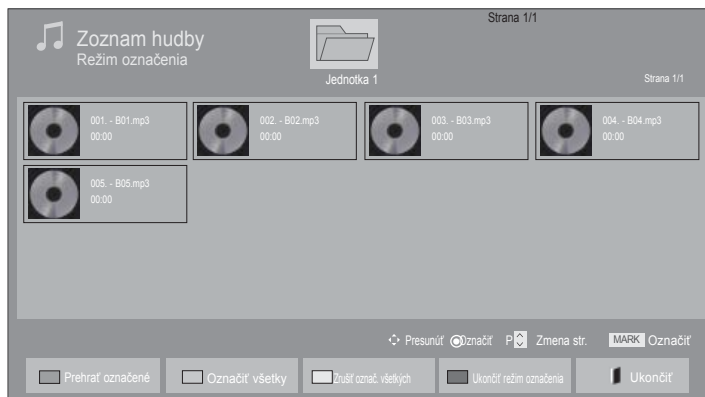 Strana 1/1
Zoznam hudby
Režim označenia
Jednotka 1
Strana 1/1
001. - B01.mp3
00:00
002. - B02.mp3
00:00
003. - B03.mp3
00:00
004. - B04.mp3
00:00
005. - B05.mp3
00:00
Presunúť Označiť P Zmena str. MARK Označiť
Prehrať označené Označiť všetky Zrušiť označ. všetkých Ukončiť režim označenia Ukončiť